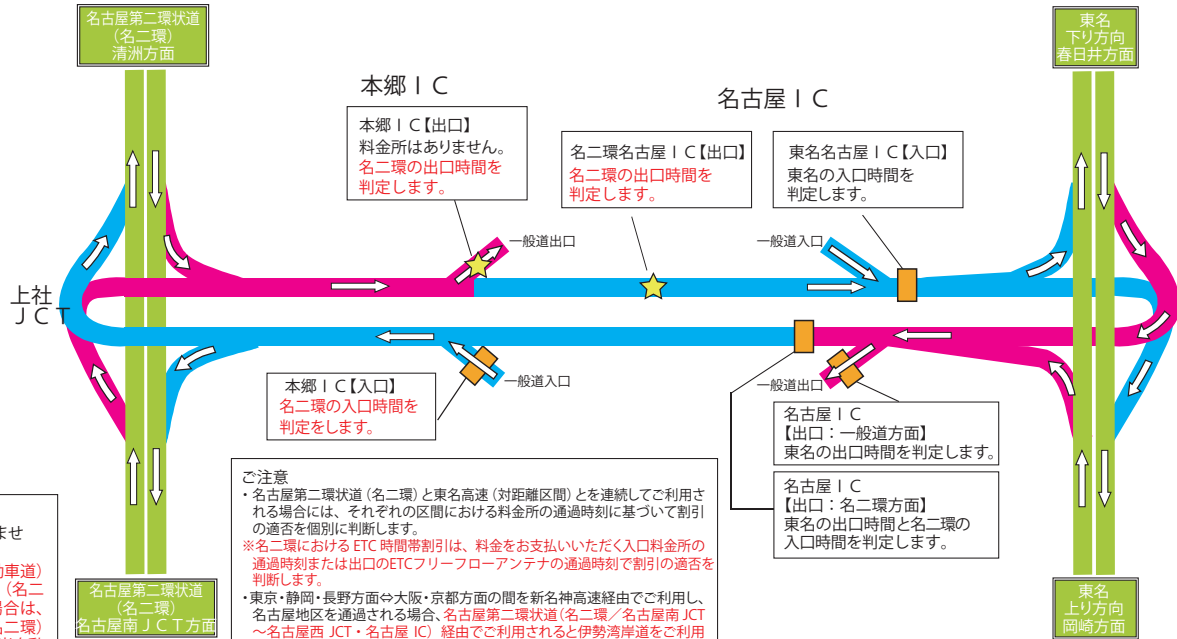 名古屋第二環状道
(名二環)
清洲方面
東名
下り方向
春日井方面
本郷ＩＣ
名古屋ＩＣ
本郷ＩＣ【出口】
料金所はありません。
名二環の出口時間を
判定します。
名二環名古屋ＩＣ【出口】
名二環の出口時間を
判定します。
東名名古屋ＩＣ【入口】
東名の入口時間を
判定します。
一般道出口
一般道入口
上社
ＪＣＴ
一般道入口
一般道出口
本郷ＩＣ【入口】
名二環の入口時間を
判定をします。
名古屋ＩＣ
【出口：一般道方面】
東名の出口時間を判定します。
名古屋ＩＣ
【出口：名二環方面】
東名の出口時間と名二環の
入口時間を判定します。
ご注意
・名古屋第二環状道（名二環）と東名高速（対距離区間）とを連続してご利用さ
れる場合には、それぞれの区間における料金所の通過時刻に基づいて割引
の適否を個別に判断します。
※名二環におけるETC時間帯割引は、料金をお支払いいただく入口料金所の
通過時刻または出口のETCフリーフローアンテナの通過時刻で割引の適否を
判断します。
・東京・静岡・長野方面⇔大阪・京都方面の間を新名神高速経由でご利用し、
名古屋地区を通過される場合、名古屋第二環状道（名二環／名古屋南JCT
～名古屋西JCT・名古屋IC）経由でご利用されると伊勢湾岸道をご利用
ませ
動車道)
(名二
場合は、
名二環)
名古屋第二環状道
(名二環)
名古屋南ＪＣＴ方面
東名
上り方向
岡崎方面